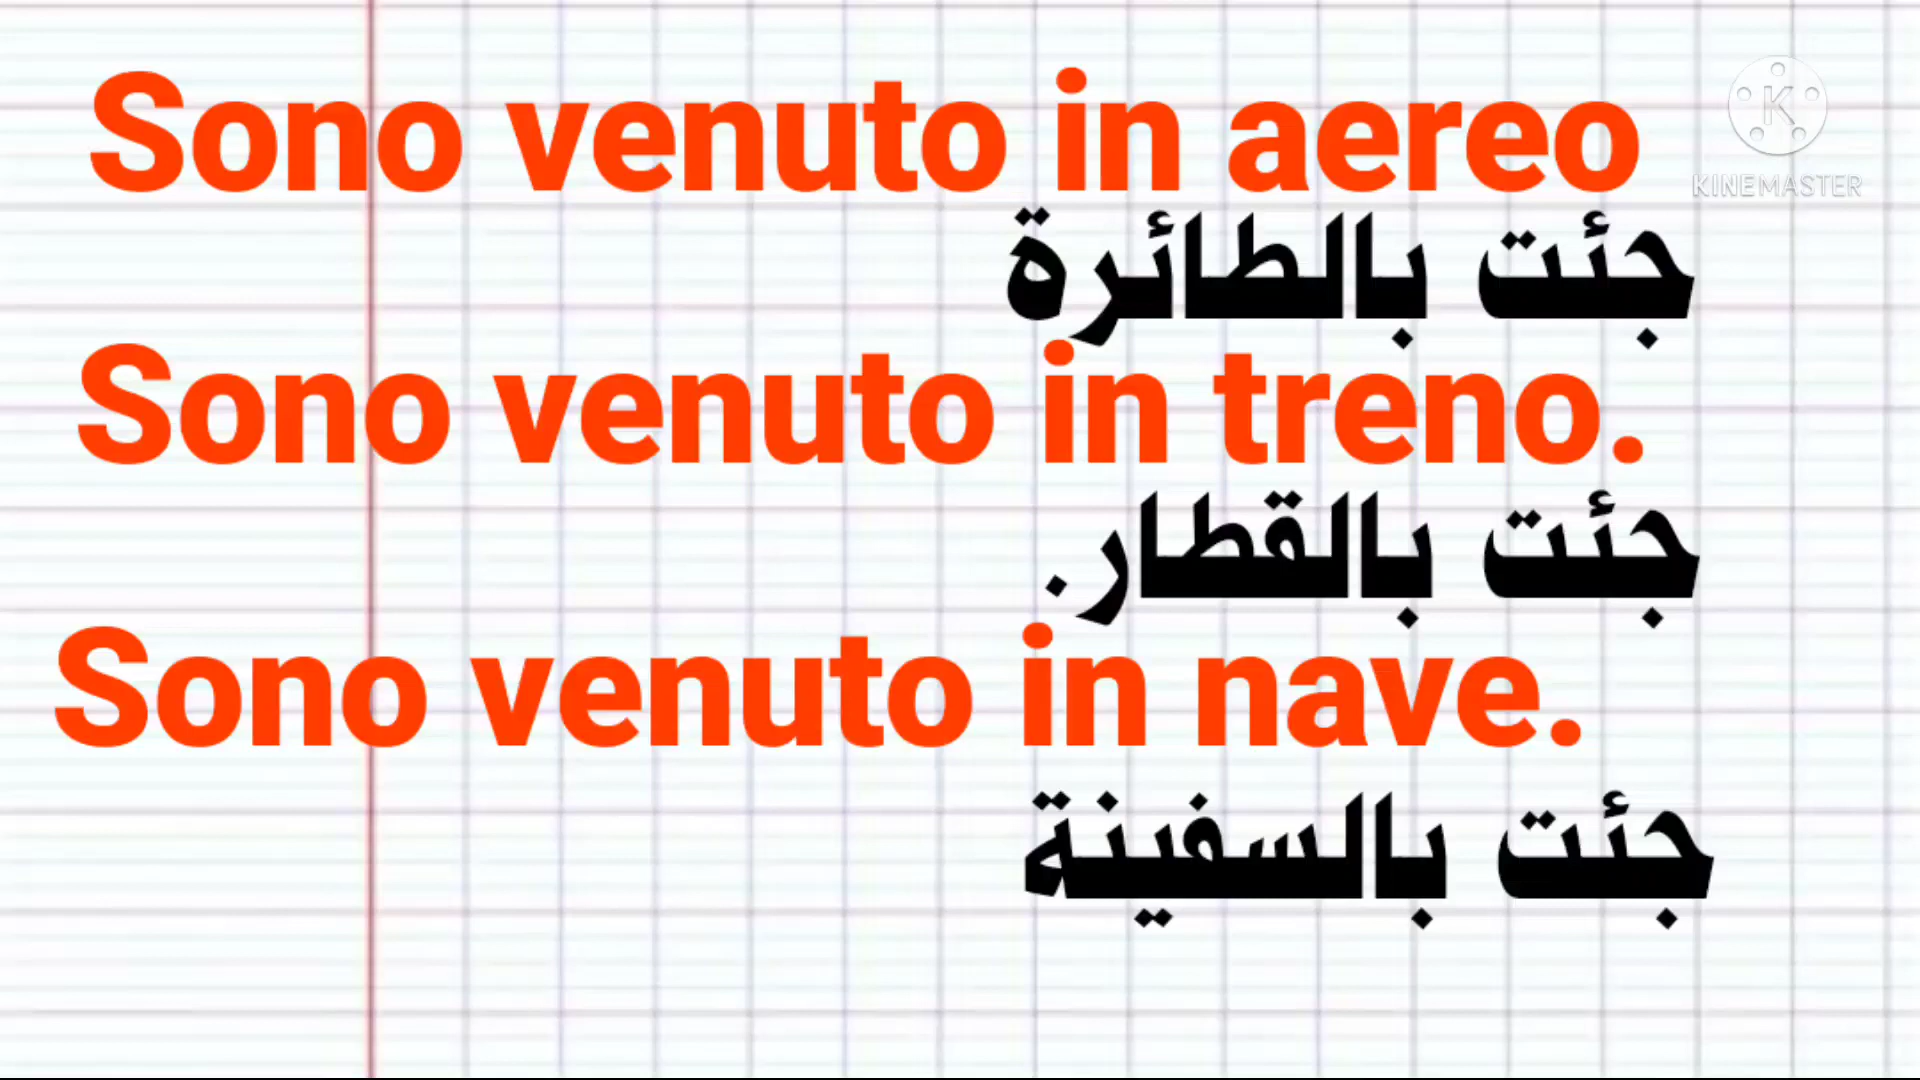 Sono venuto in aereo
KINEMASTER
جئت بالطائرة
Sono venuto in treno.
جئت بالقطار.
Sono venuto in nave.
جئت بالسفينة